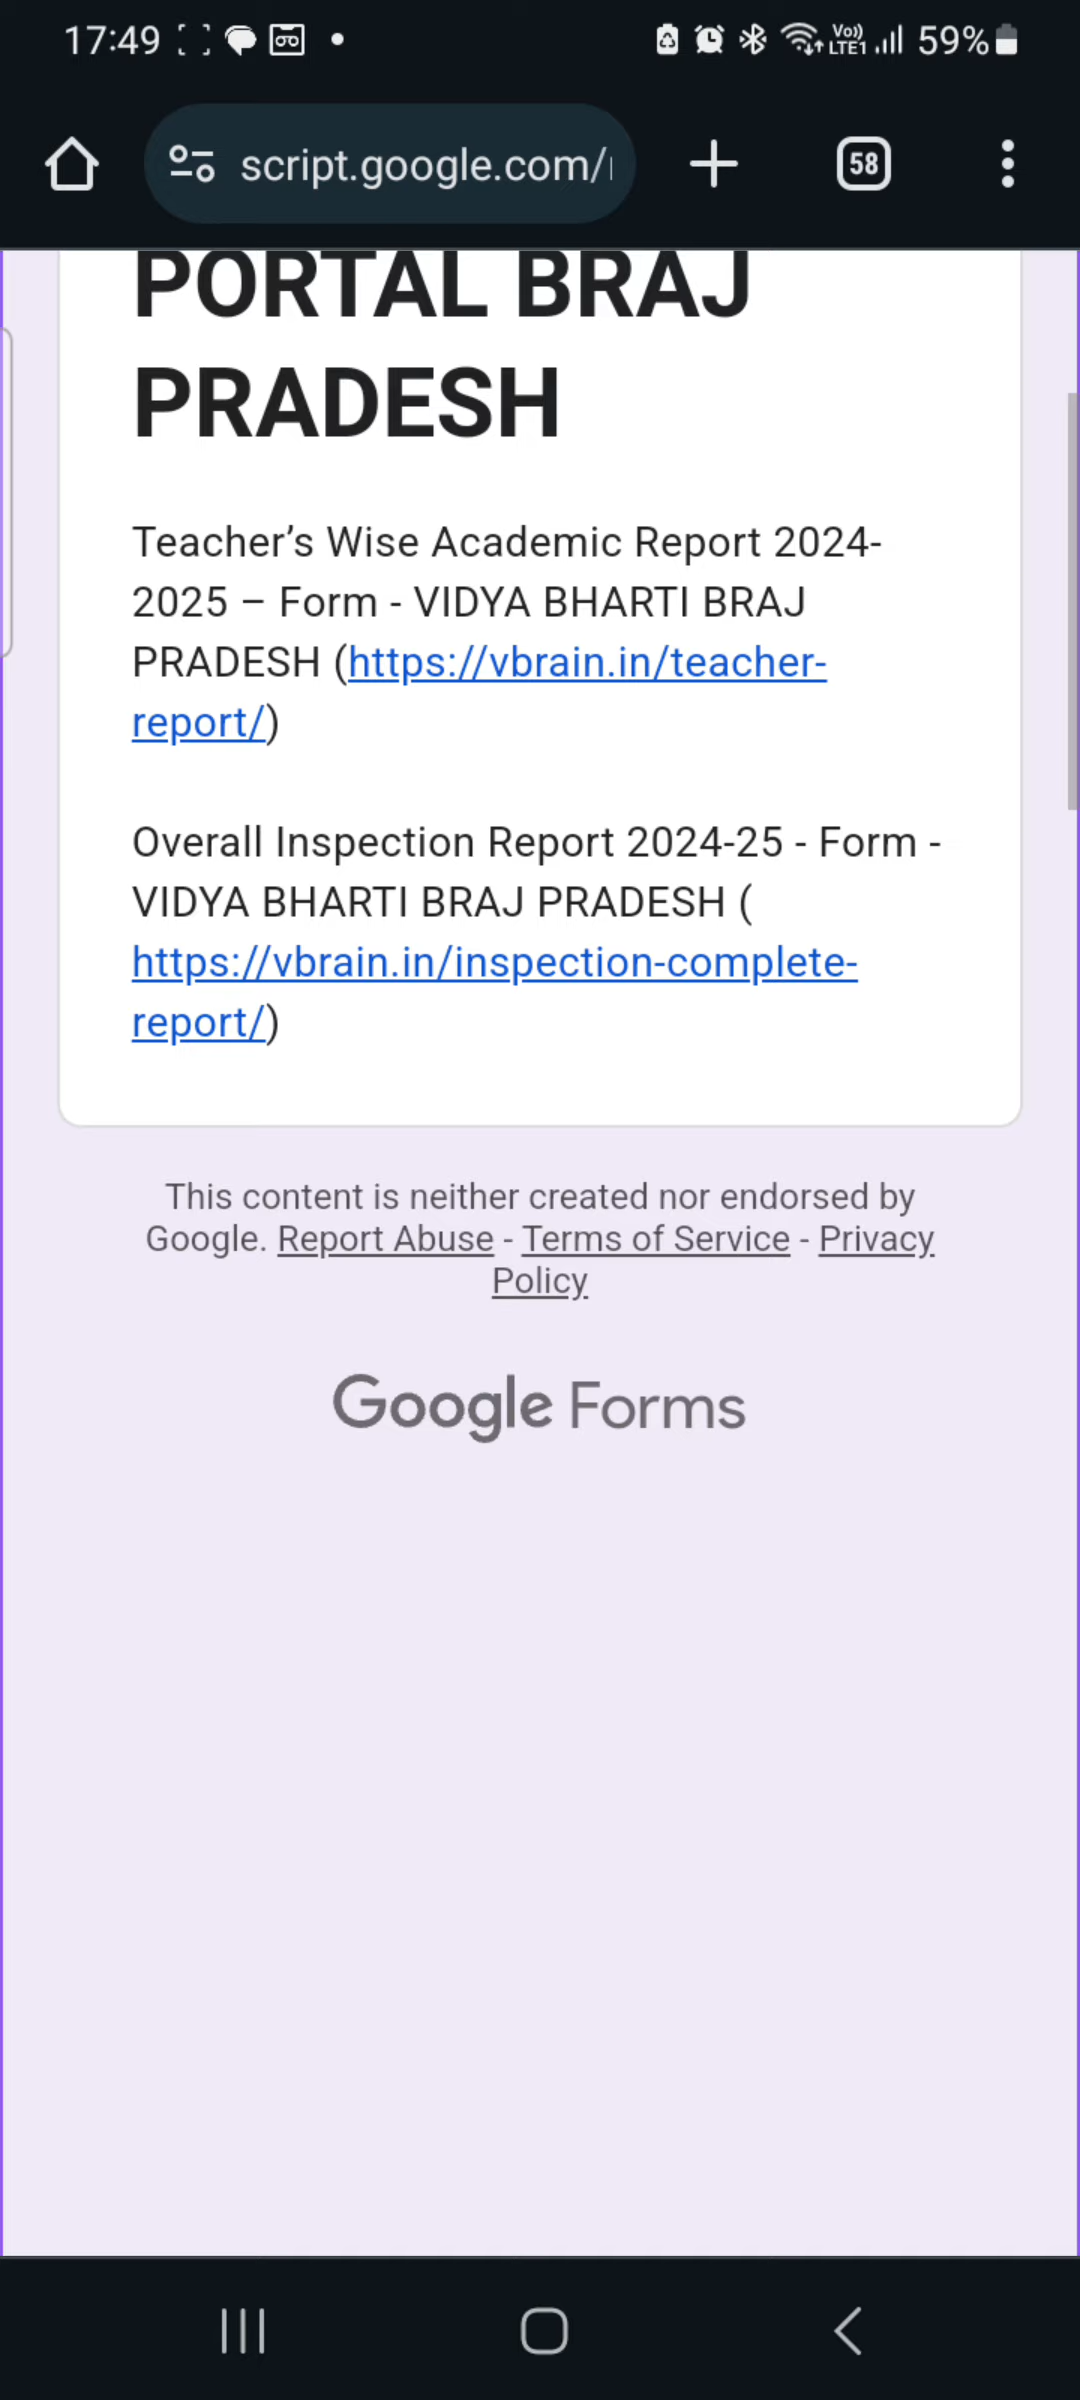 17:49
Vo)) LTE1
59%
script.google.com/
58
PORTAL BRAJ
PRADESH
Teacher’s Wise Academic Report 2024-
2025 – Form - VIDYA BHARTI BRAJ
PRADESH (https://vbrain.in/teacher-
report/)
Overall Inspection Report 2024-25 - Form -
VIDYA BHARTI BRAJ PRADESH (
https://vbrain.in/inspection-complete-
report/)
This content is neither created nor endorsed by
Google. Report Abuse - Terms of Service - Privacy
Policy
Google Forms